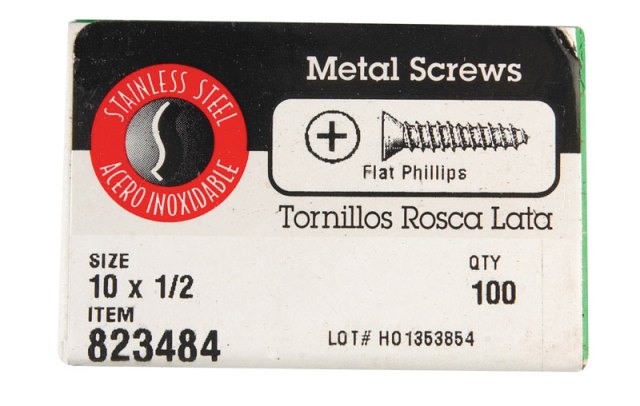 STAINLESS STEEL
ACERO INOXIDABLE
Metal Screws
Flat Phillips
Tornillos Rosca Lata
SIZE
10 x 1/2
QTY
100
ITEM
823484
LOT# HO1353854